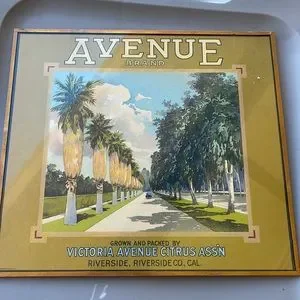 AVENUE
BRAND
GROWN AND PACKED BY
VICTORIA AVENUE CITRUS ASS'N
RIVERSIDE, RIVERSIDE CO. CAL.